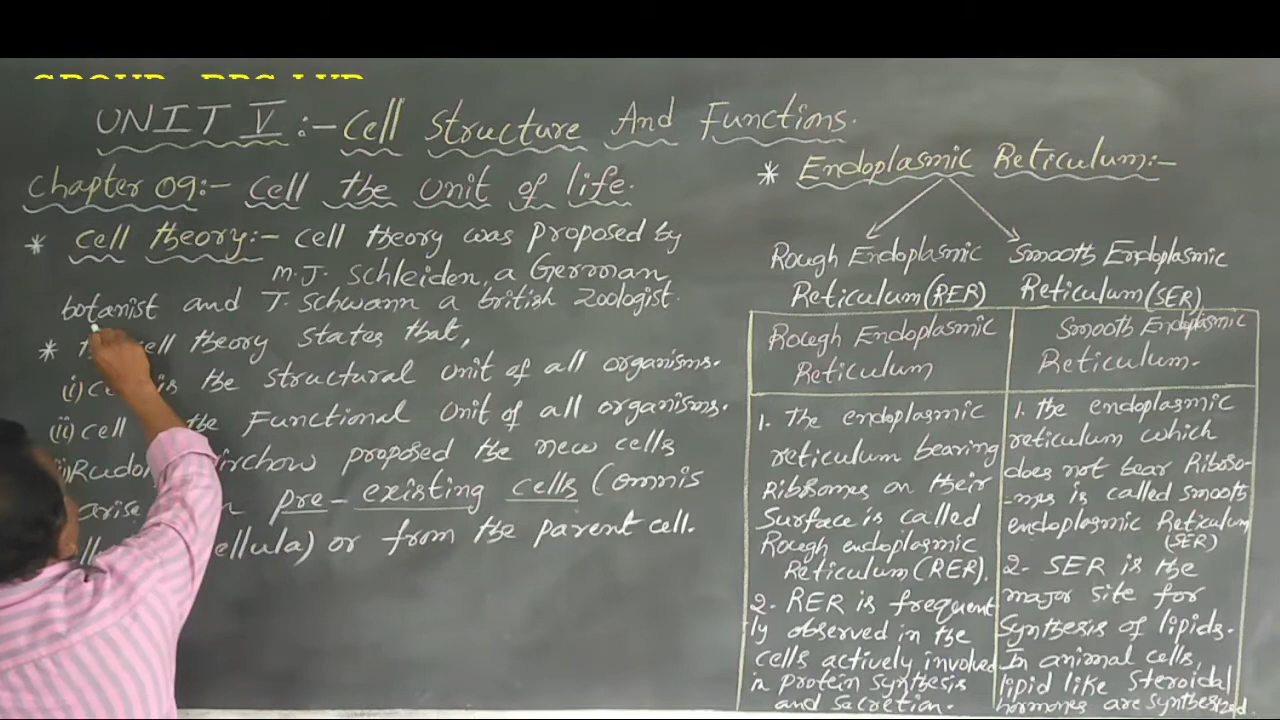 UNIT V :- Cell Structure And Functions.
Chapter 09:- Cell the Unit of life.
* Cell theory:- Cell theory was proposed by
M.J. Schleiden, a German
botanist and T. Schwann a british Zoologist.
* cell theory States that,
(i) is the structural unit of all organisms.
(ii) cell the Functional Unit of all organisms.
proposed the new cells
pre-existing cells (omnis
cellula) or from the parent cell.
* Endoplasmic Reticulum:-
Rough Endoplasmic
Reticulum (RER)
Smooth Endoplasmic
Reticulum (SER)
Rough Endoplasmic
Reticulum
Smooth Endoplasmic
Reticulum.
1. The endoplasmic
reticulum bearing
Ribosomes on their
Surface is called
Rough endoplasmic
Reticulum (RER).
2. RER is frequent
ly observed in the
cells actively involved
in protein synthesis
and secretion.
1. the endoplasmic
reticulum which
does not bear Riboso-
-mes is called smooth
endoplasmic Reticulum
(SER)
2- SER is the
major site for
synthesis of lipids.
In animal cells,
lipid like steroidal
hormones are synthesized.